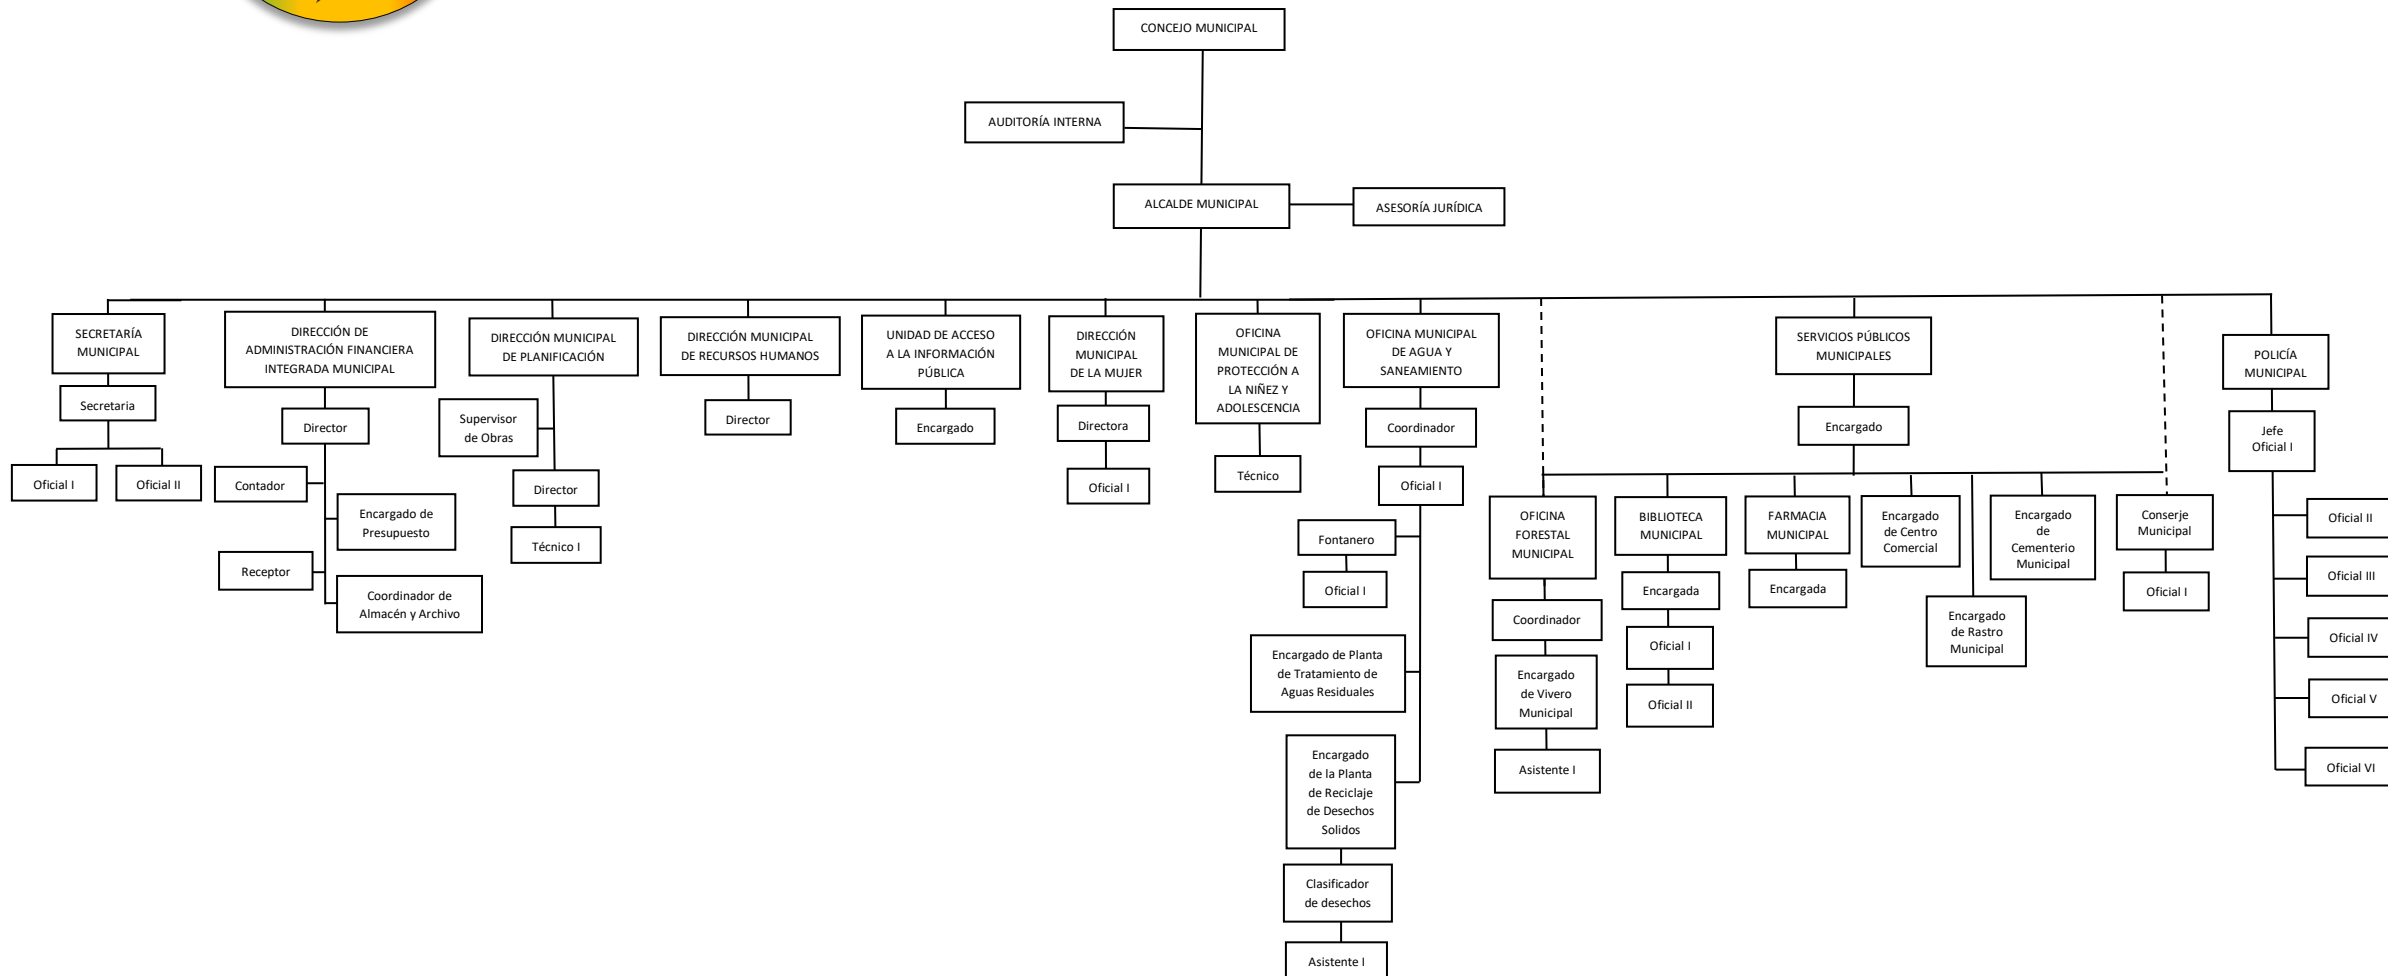 CONCEJO MUNICIPAL
AUDITORÍA INTERNA
ALCALDE MUNICIPAL
ASESORÍA JURÍDICA
SECRETARÍA
MUNICIPAL
Secretaria
Oficial I
Oficial II
DIRECCIÓN DE
ADMINISTRACIÓN FINANCIERA
INTEGRADA MUNICIPAL
Director
Contador
Encargado de
Presupuesto
Receptor
Coordinador de
Almacén y Archivo
DIRECCIÓN MUNICIPAL
DE PLANIFICACIÓN
Supervisor
de Obras
Director
Técnico I
DIRECCIÓN MUNICIPAL
DE RECURSOS HUMANOS
Director
UNIDAD DE ACCESO
A LA INFORMACIÓN
PÚBLICA
Encargado
DIRECCIÓN
MUNICIPAL
DE LA MUJER
Directora
Oficial I
OFICINA
MUNICIPAL DE
PROTECCIÓN A
LA NIÑEZ Y
ADOLESCENCIA
Técnico
OFICINA MUNICIPAL
DE AGUA Y
SANEAMIENTO
Coordinador
Oficial I
Fontanero
Oficial I
Encargado de Planta
de Tratamiento de
Aguas Residuales
Encargado
de la Planta
de Reciclaje
de Desechos
Solidos
Clasificador
de desechos
Asistente I
SERVICIOS PÚBLICOS
MUNICIPALES
Encargado
OFICINA
FORESTAL
MUNICIPAL
Coordinador
Encargado
de Vivero
Municipal
Asistente I
BIBLIOTECA
MUNICIPAL
Encargada
Oficial I
Oficial II
FARMACIA
MUNICIPAL
Encargada
Encargado
de Centro
Comercial
Encargado
de Rastro
Municipal
Encargado
de
Cementerio
Municipal
Conserje
Municipal
Oficial I
POLICÍA
MUNICIPAL
Jefe
Oficial I
Oficial II
Oficial III
Oficial IV
Oficial V
Oficial VI